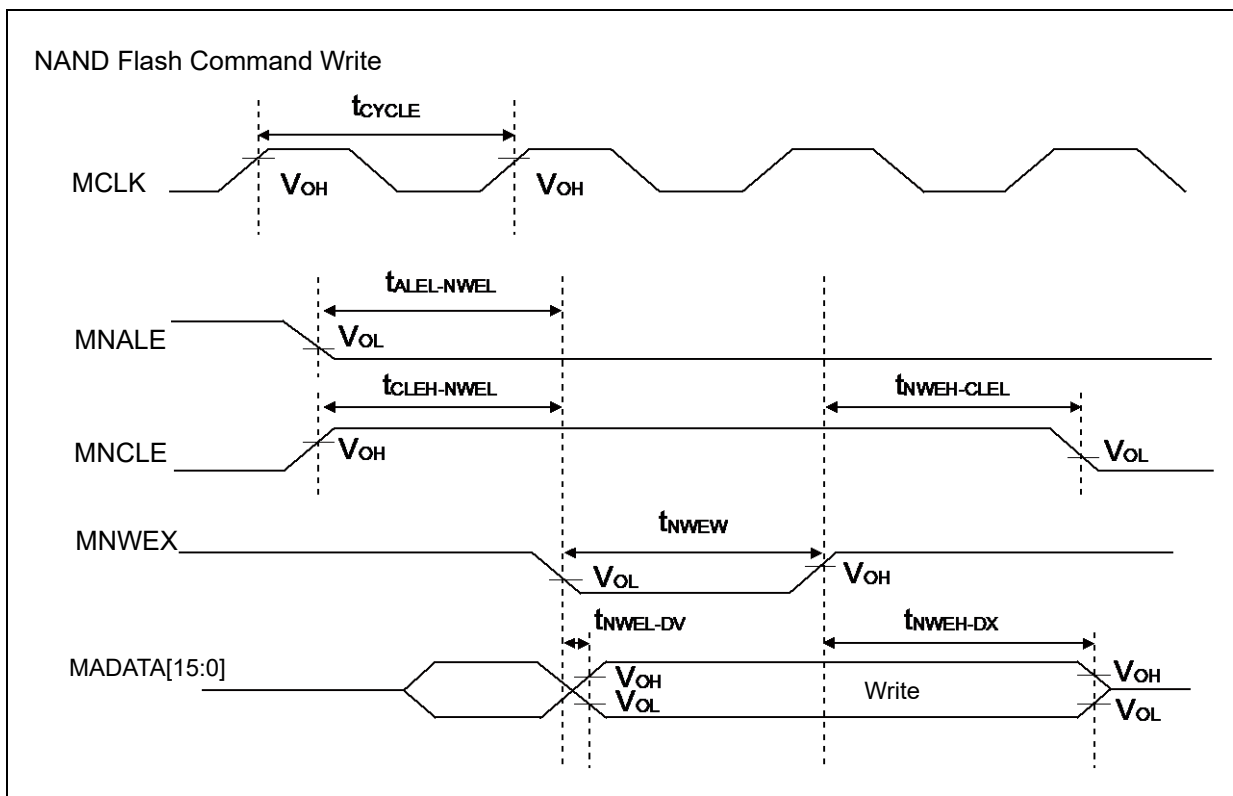 NAND Flash Command Write
tCYCLE
MCLK
VOH
VOH
tALEL-NWEL
MNALE
VOL
tCLEH-NWEL
tNWEH-CLEL
MNCLE
VOH
VOL
tNWEW
MNWEX
VOL
VOH
tNWEL-DV
tNWEH-DX
MADATA[15:0]
VOH
VOL
Write
VOH
VOL